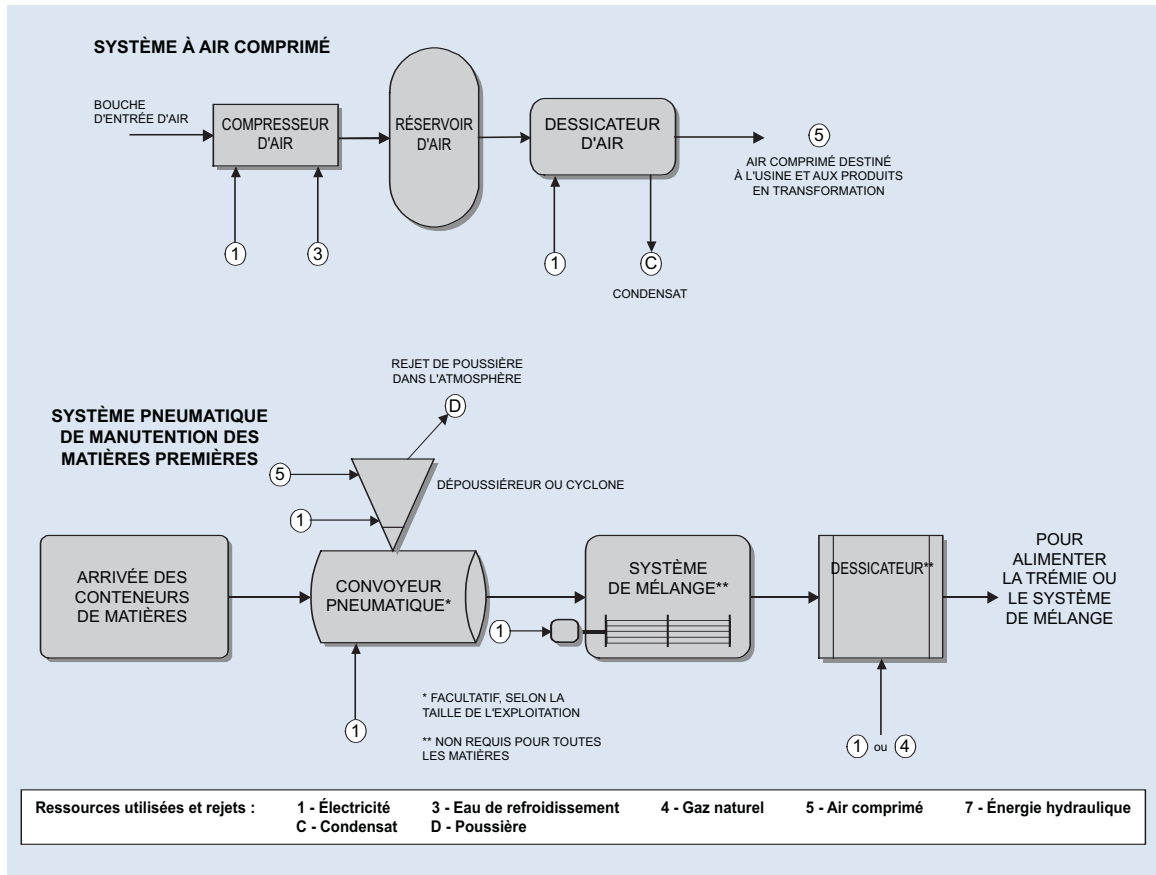 SYSTÈME À AIR COMPRIMÉ
BOUCHE
D'ENTRÉE D'AIR
COMPRESSEUR
D'AIR
RÉSERVOIR
D'AIR
DESSICATEUR
D'AIR
5
AIR COMPRIMÉ DESTINÉ
À L'USINE ET AUX PRODUITS
EN TRANSFORMATION
1
3
1
C
CONDENSAT
REJET DE POUSSIÈRE
DANS L'ATMOSPHÈRE
D
SYSTÈME PNEUMATIQUE
DE MANUTENTION DES
MATIÈRES PREMIÈRES
5
DÉPOUSSIÉREUR OU CYCLONE
1
ARRIVÉE DES
CONTENEURS
DE MATIÈRES
CONVOYEUR
PNEUMATIQUE*
SYSTÈME
DE MÉLANGE**
DESSICATEUR**
POUR
ALIMENTER
LA TRÉMIE OU
LE SYSTÈME
DE MÉLANGE
1
1
* FACULTATIF, SELON LA
TAILLE DE L'EXPLOITATION
** NON REQUIS POUR TOUTES
LES MATIÈRES
1 ou 4
Ressources utilisées et rejets : 1 - Électricité 3 - Eau de refroidissement 4 - Gaz naturel 5 - Air comprimé 7 - Énergie hydraulique
C - Condensat D - Poussière